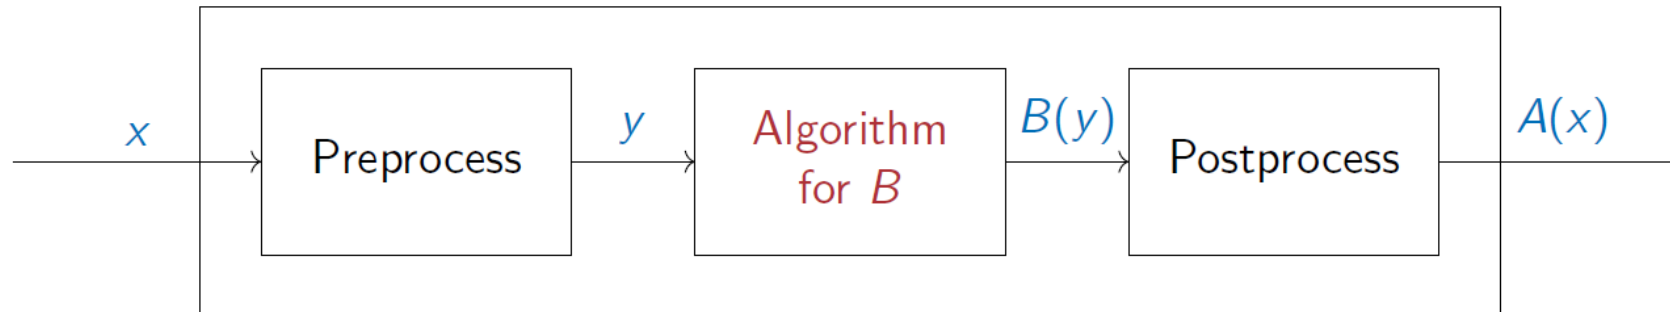 x
Preprocess
y
Algorithm
for B
B(y)
Postprocess
A(x)